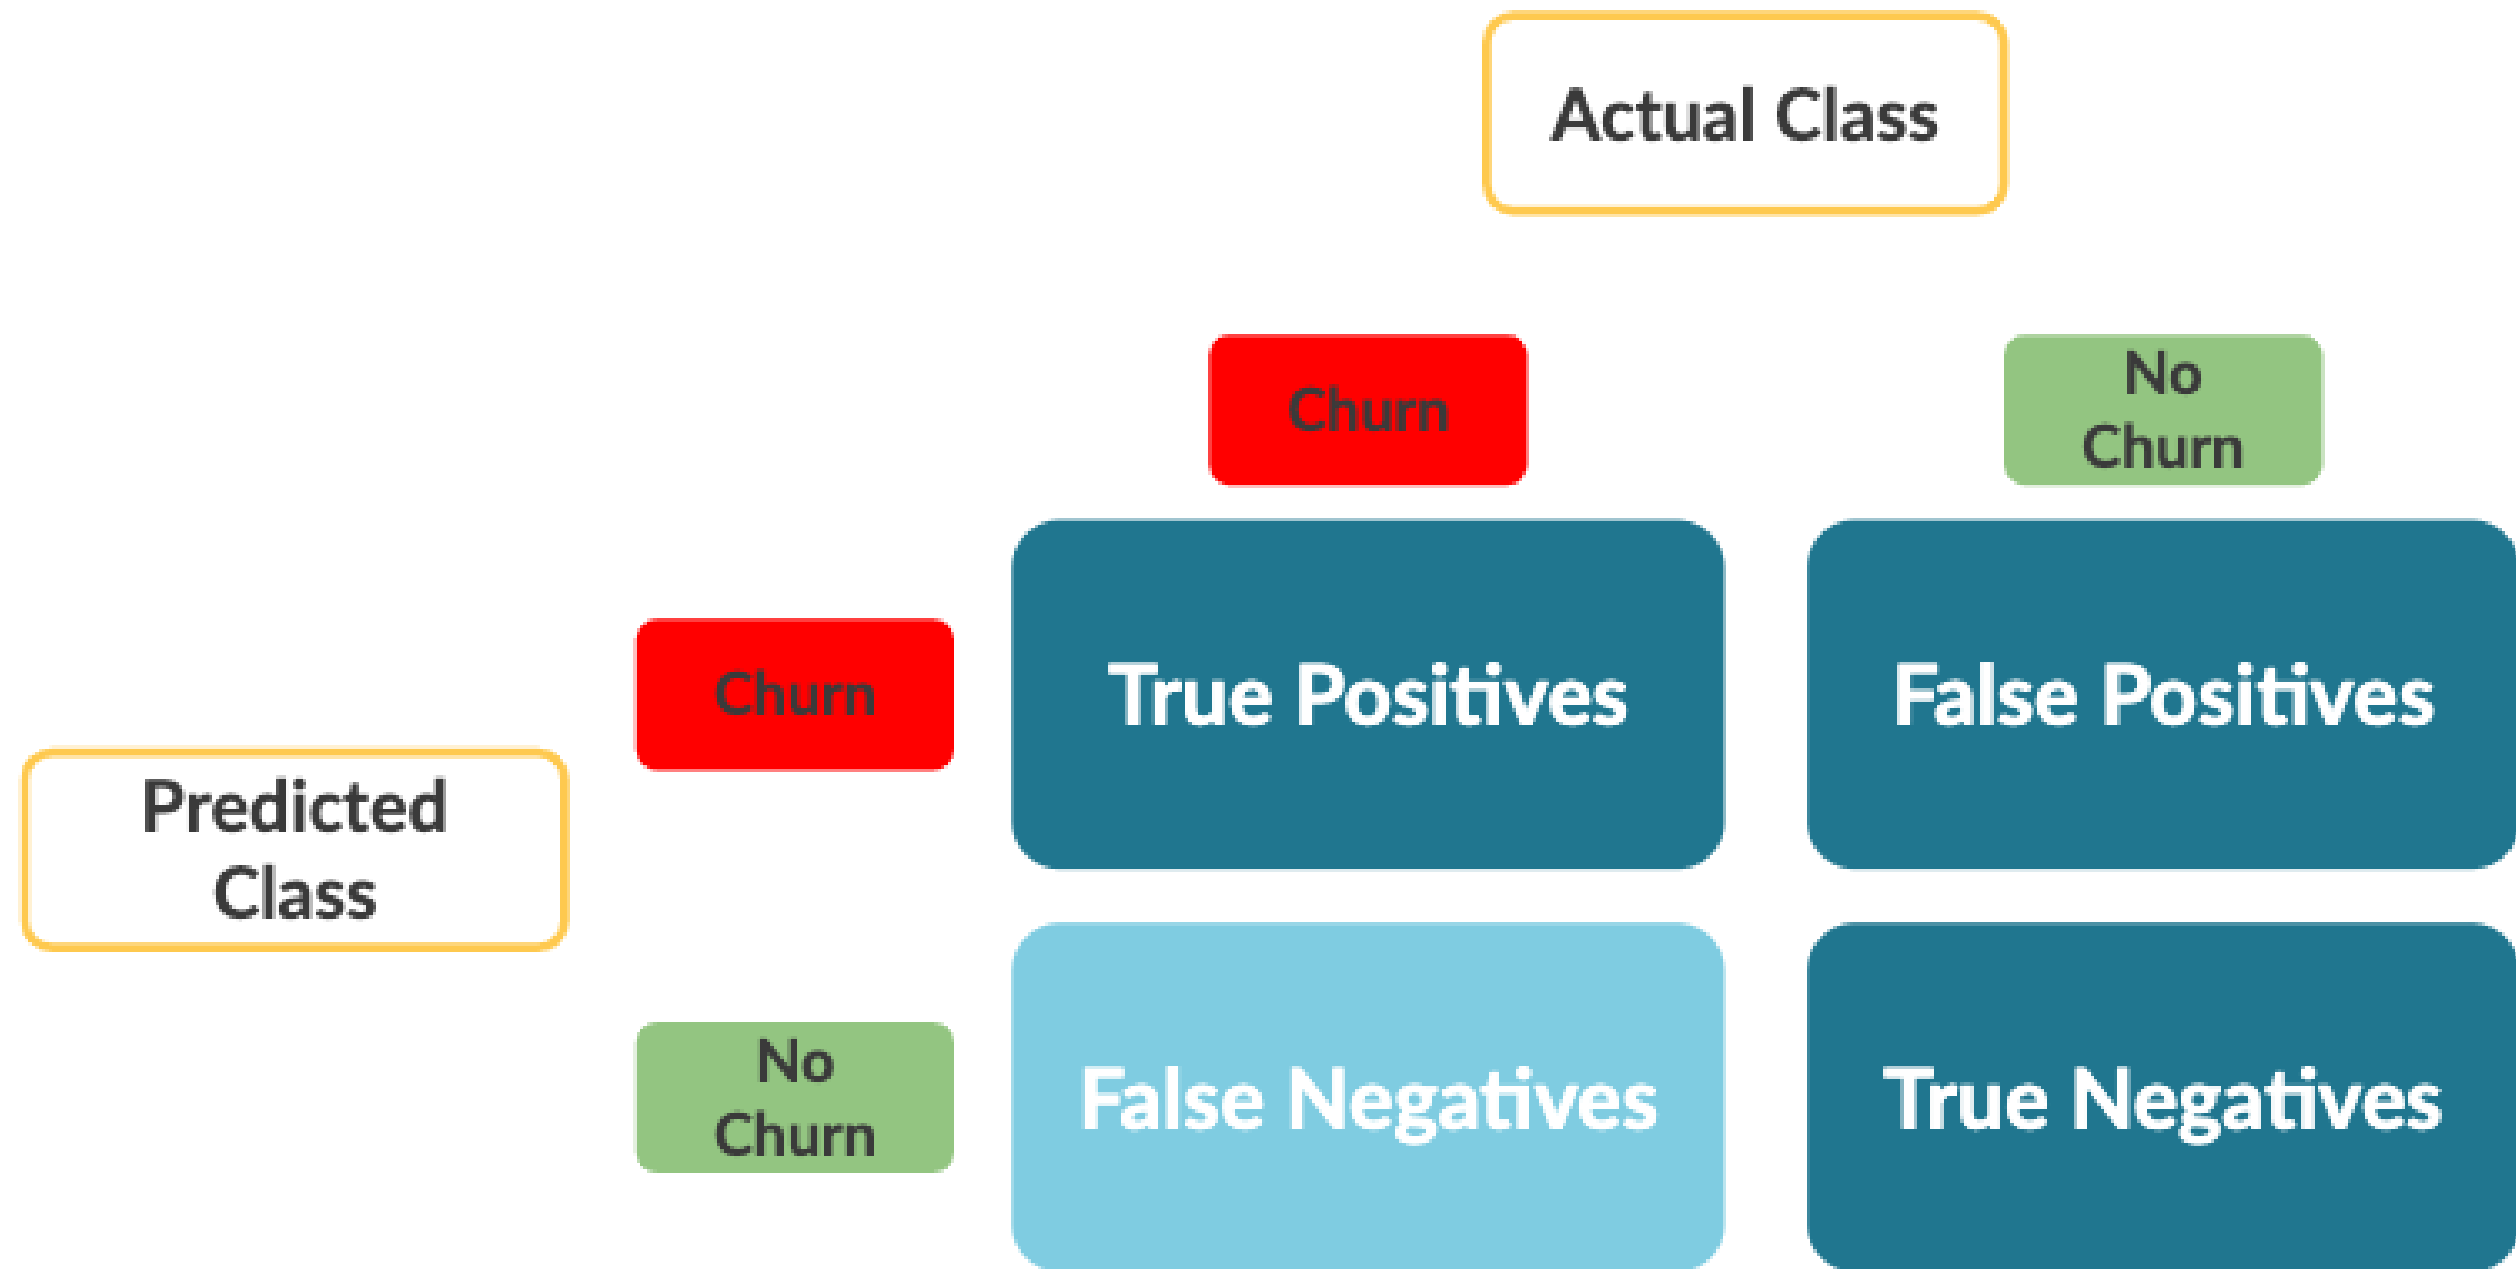 Actual Class
Churn
No
Churn
Churn
True Positives
False Positives
Predicted
Class
No
Churn
False Negatives
True Negatives